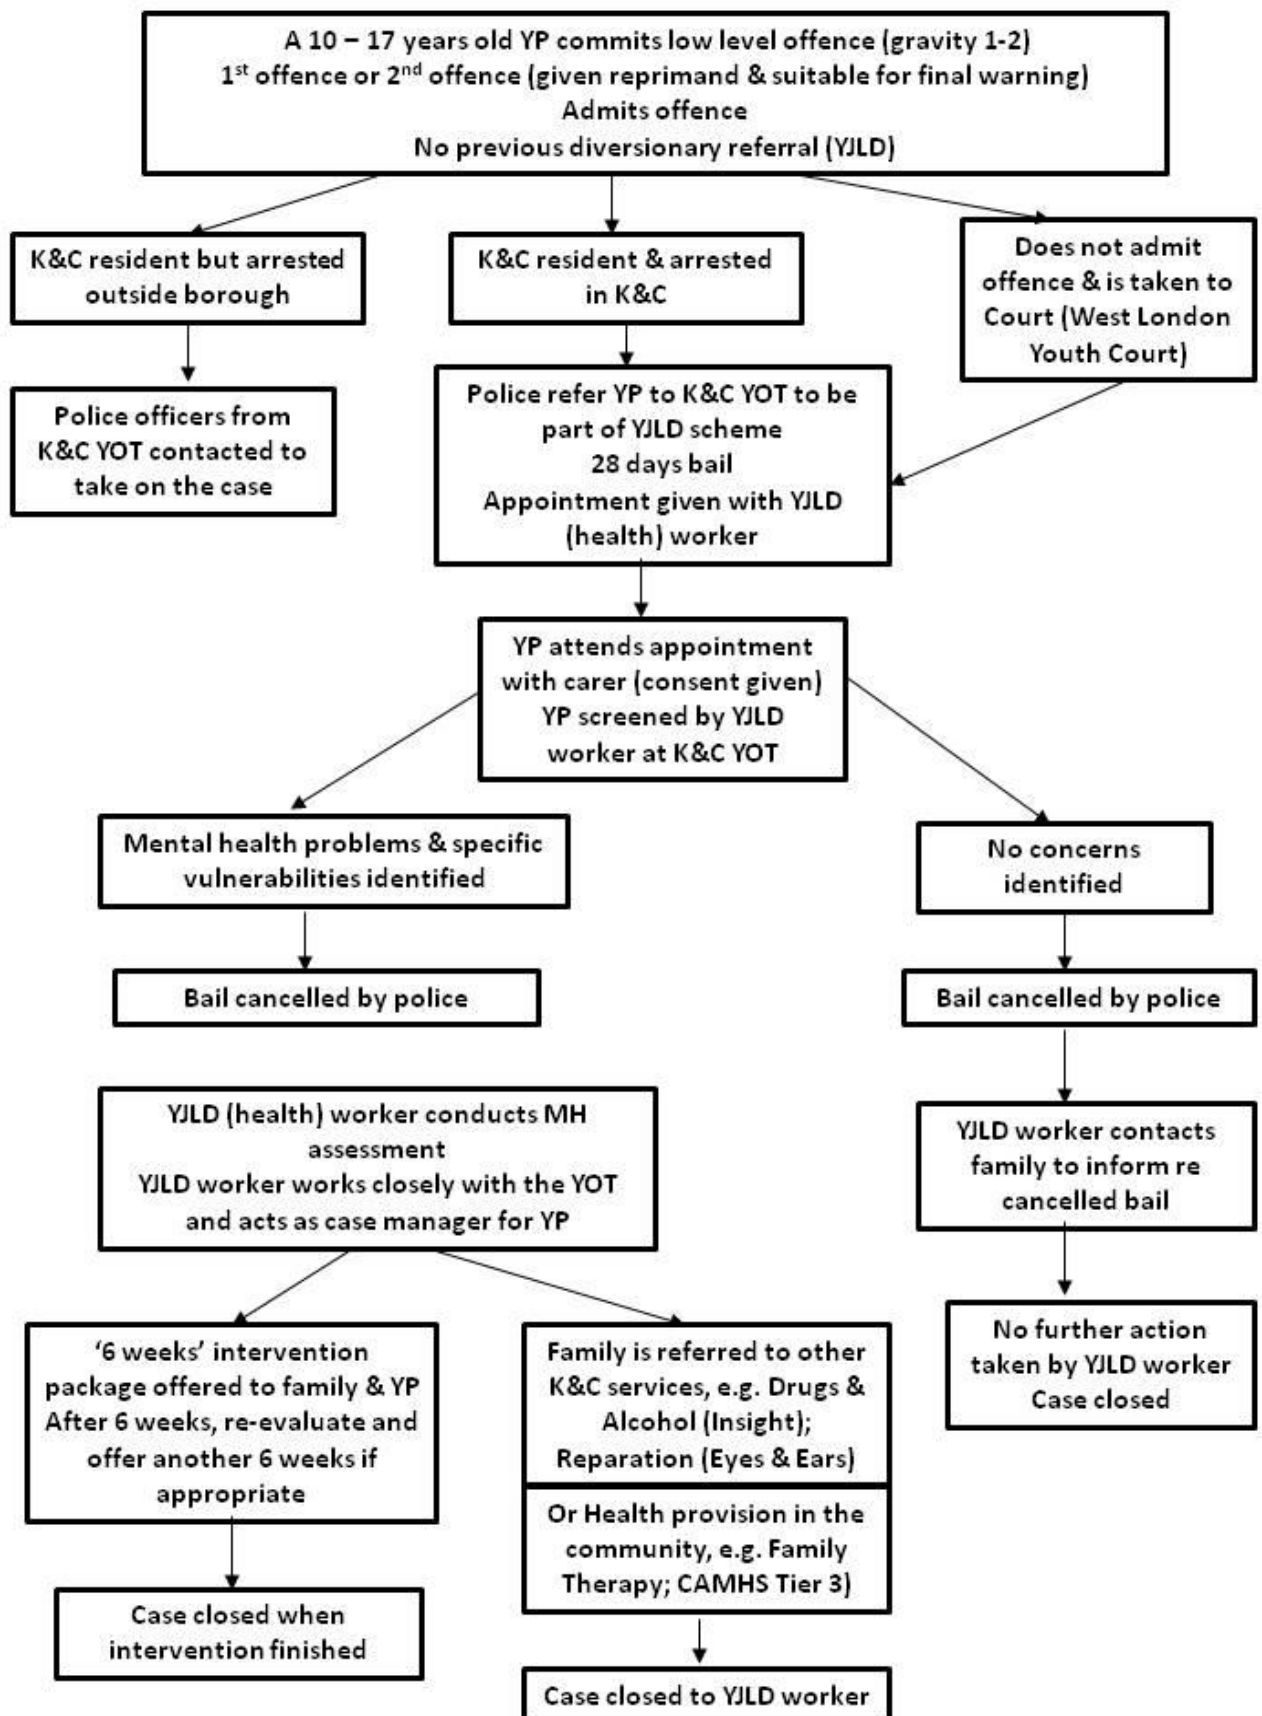 A 10 – 17 years old YP commits low level offence (gravity 1-2)
1st offence or 2nd offence (given reprimand & suitable for final warning)
Admits offence
No previous diversionary referral (YJLD)
K&C resident but arrested
outside borough
K&C resident & arrested
in K&C
Does not admit
offence & is taken to
Court (West London
Youth Court)
Police officers from
K&C YOT contacted to
take on the case
Police refer YP to K&C YOT to be
part of YJLD scheme
28 days bail
Appointment given with YJLD
(health) worker
YP attends appointment
with carer (consent given)
YP screened by YJLD
worker at K&C YOT
Mental health problems & specific
vulnerabilities identified
No concerns
identified
Bail cancelled by police
Bail cancelled by police
YJLD (health) worker conducts MH
assessment
YJLD worker works closely with the YOT
and acts as case manager for YP
YJLD worker contacts
family to inform re
cancelled bail
‘6 weeks’ intervention
package offered to family & YP
After 6 weeks, re-evaluate and
offer another 6 weeks if
appropriate
Family is referred to other
K&C services, e.g. Drugs &
Alcohol (Insight);
Reparation (Eyes & Ears)
No further action
taken by YJLD worker
Case closed
Or Health provision in the
community, e.g. Family
Therapy; CAMHS Tier 3)
Case closed when
intervention finished
Case closed to YJLD worker